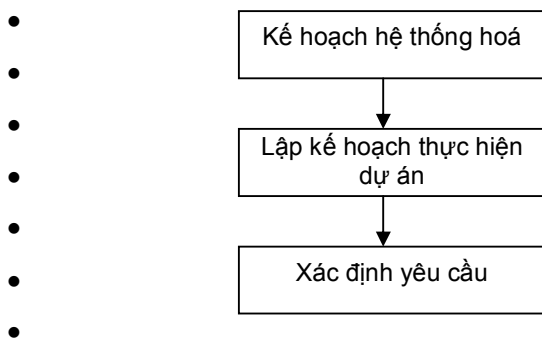 Kế hoạch hệ thống hoá
Lập kế hoạch thực hiện
dự án
Xác định yêu cầu